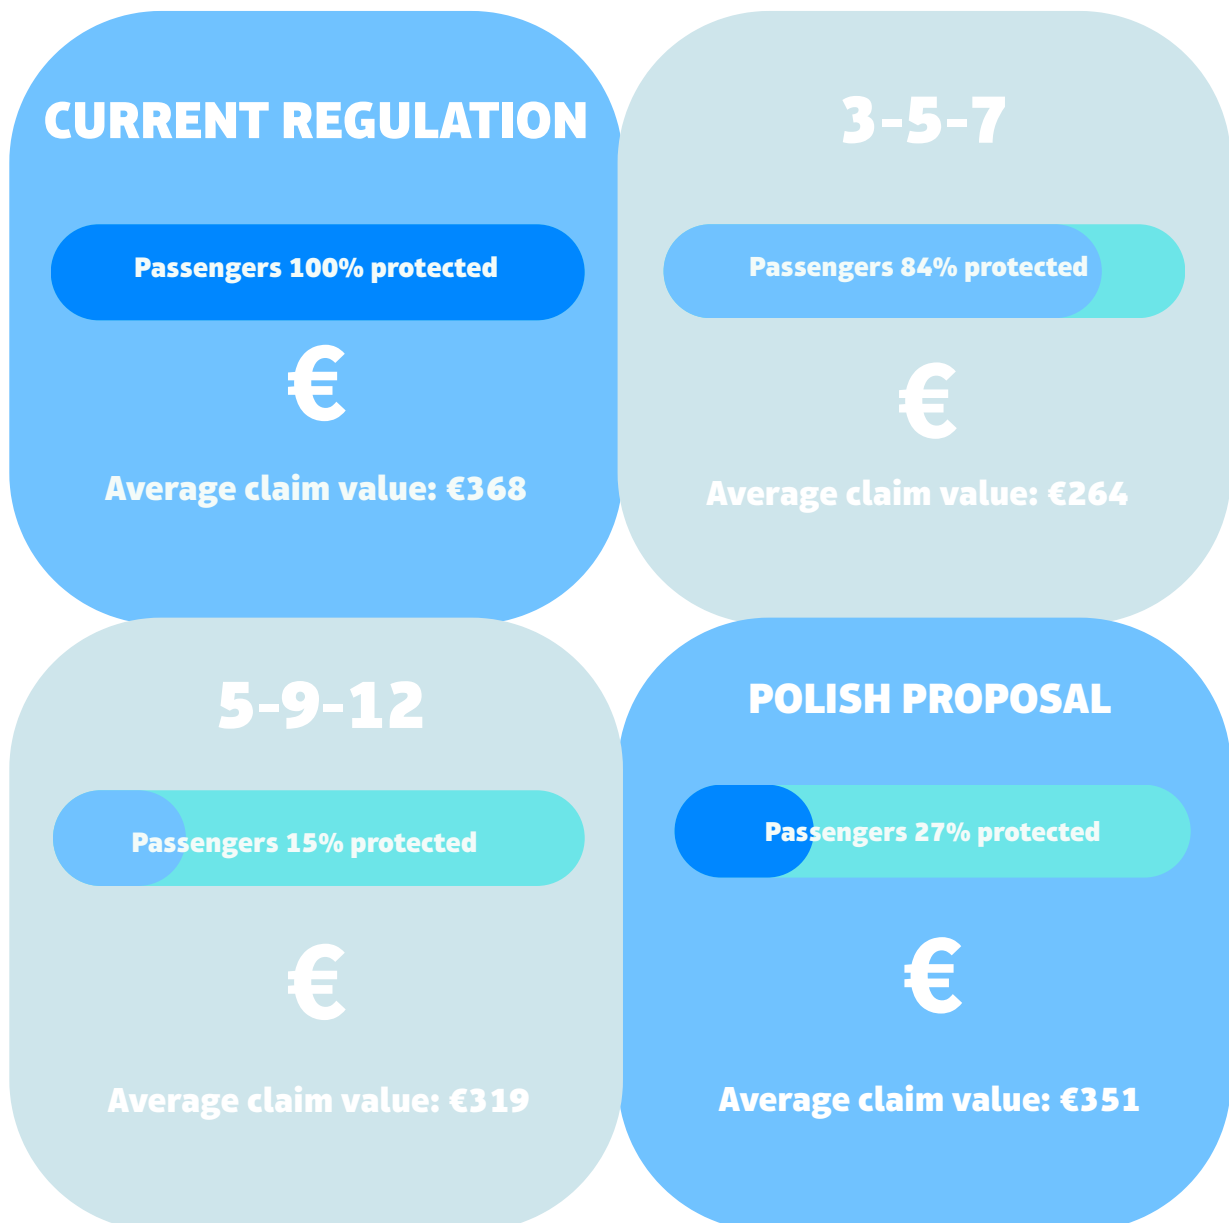 CURRENT REGULATION
Passengers 100% protected
€
Average claim value: €368
3-5-7
Passengers 84% protected
€
Average claim value: €264
5-9-12
Passengers 15% protected
€
Average claim value: €319
POLISH PROPOSAL
Passengers 27% protected
€
Average claim value: €351